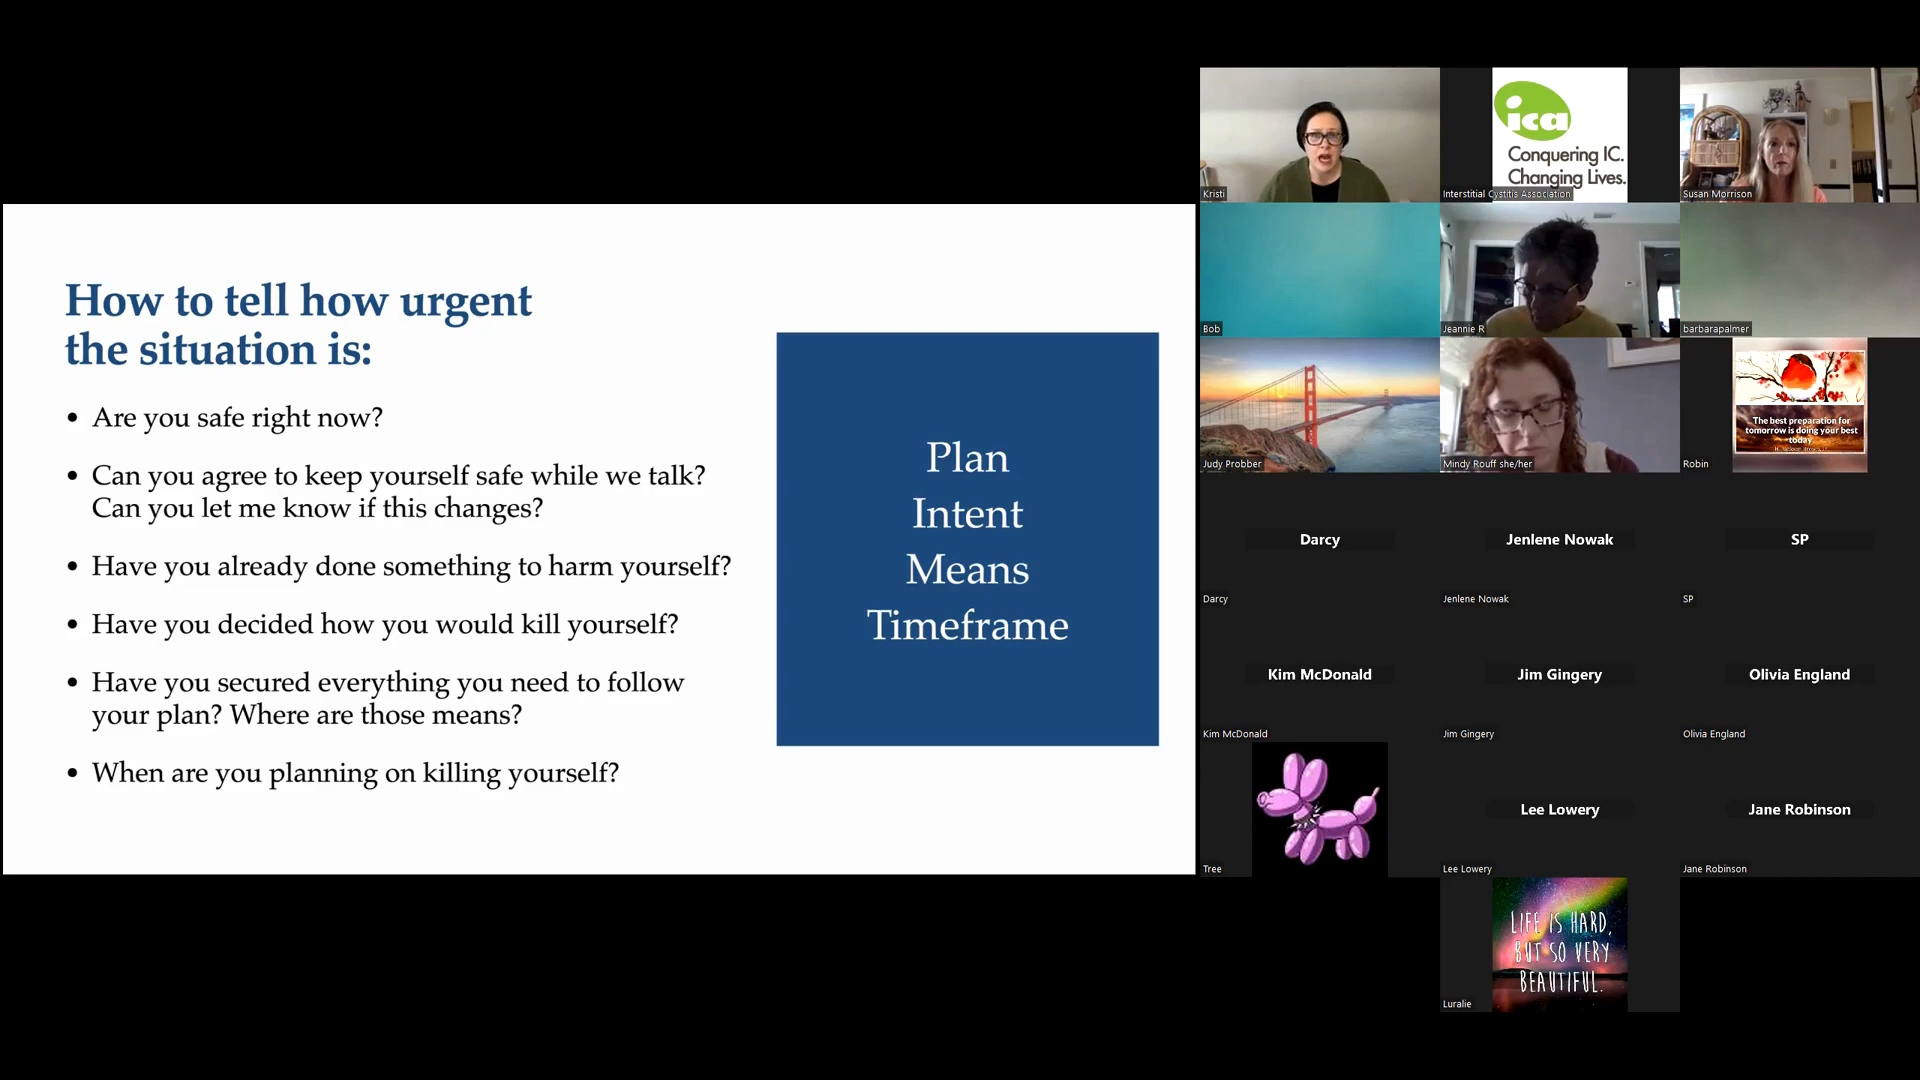 How to tell how urgent
the situation is:
• Are you safe right now?
• Can you agree to keep yourself safe while we talk?
Can you let me know if this changes?
• Have you already done something to harm yourself?
• Have you decided how you would kill yourself?
• Have you secured everything you need to follow
your plan? Where are those means?
• When are you planning on killing yourself?
Plan
Intent
Means
Timeframe
Kristi
ica
Conquering IC.
Changing Lives.
Interstitial Cystitis Association
Susan Morrison
Bob
Jeannie R
barbarapalmer
Judy Probber
Mindy Rouff she/her
Robin
The best preparation for
tomorrow is doing your best
today.
Darcy
Darcy
Jenlene Nowak
Jenlene Nowak
SP
SP
Kim McDonald
Kim McDonald
Jim Gingery
Jim Gingery
Olivia England
Olivia England
Tree
Lee Lowery
Lee Lowery
Jane Robinson
Jane Robinson
LIFE IS HARD,
BUT SO VERY
BEAUTIFUL.
Luralie